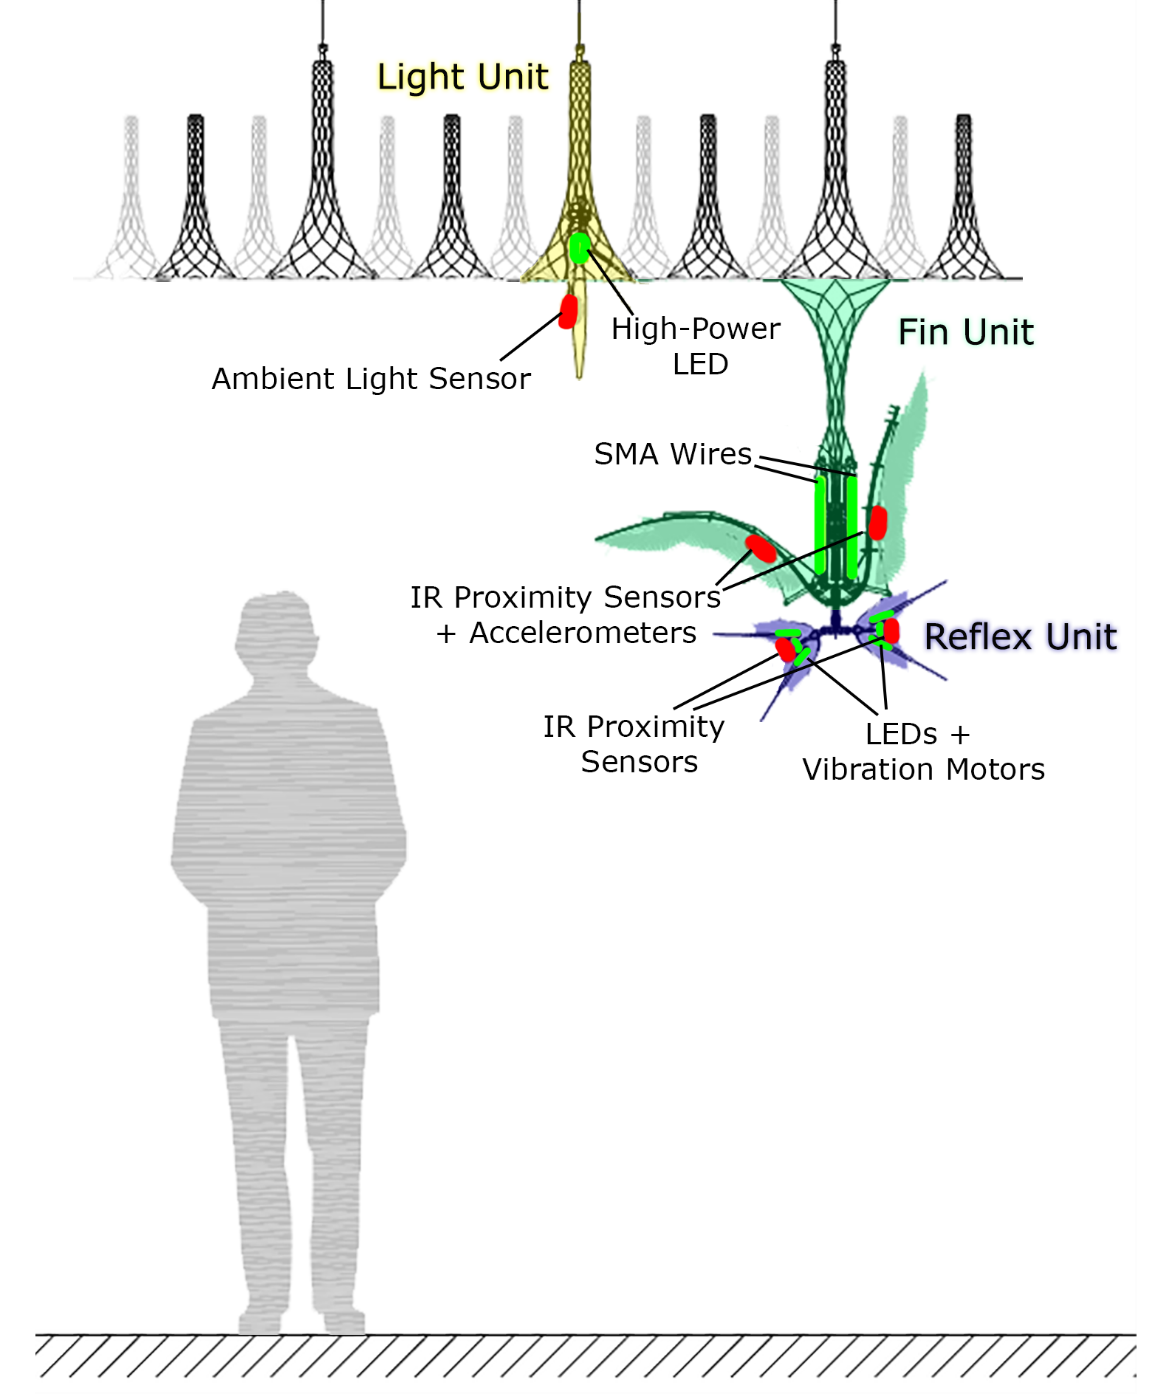 Light Unit
High-Power
LED
Ambient Light Sensor
Fin Unit
SMA Wires
IR Proximity Sensors
+ Accelerometers
Reflex Unit
IR Proximity
Sensors
LEDs +
Vibration Motors